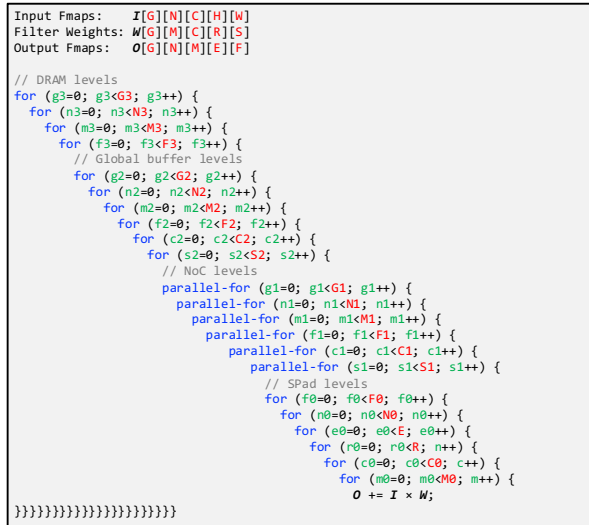 Input Fmaps: I[G][N][C][H][W]
Filter Weights: W[G][M][C][R][S]
Output Fmaps: O[G][N][M][E][F]
// DRAM levels
for (g3=0; g3<G3; g3++) {
for (n3=0; n3<N3; n3++) {
for (m3=0; m3<M3; m3++) {
for (f3=0; f3<F3; f3++) {
// Global buffer levels
for (g2=0; g2<G2; g2++) {
for (n2=0; n2<N2; n2++) {
for (m2=0; m2<M2; m2++) {
for (f2=0; f2<F2; f2++) {
for (c2=0; c2<C2; c2++) {
for (s2=0; s2<S2; s2++) {
// NoC levels
parallel-for (g1=0; g1<G1; g1++) {
parallel-for (n1=0; n1<N1; n1++) {
parallel-for (m1=0; m1<M1; m1++) {
parallel-for (f1=0; f1<F1; f1++) {
parallel-for (c1=0; c1<C1; c1++) {
parallel-for (s1=0; s1<S1; s1++) {
// SPad levels
for (f0=0; f0<F0; f0++) {
for (n0=0; n0<N0; n0++) {
for (e0=0; e0<E; e0++) {
for (r0=0; r0<R; n++) {
for (c0=0; c0<C0; c++) {
for (m0=0; m0<M0; m++) {
O += I × W;
}}}}}}}}}}}}}}}}}}}}}}